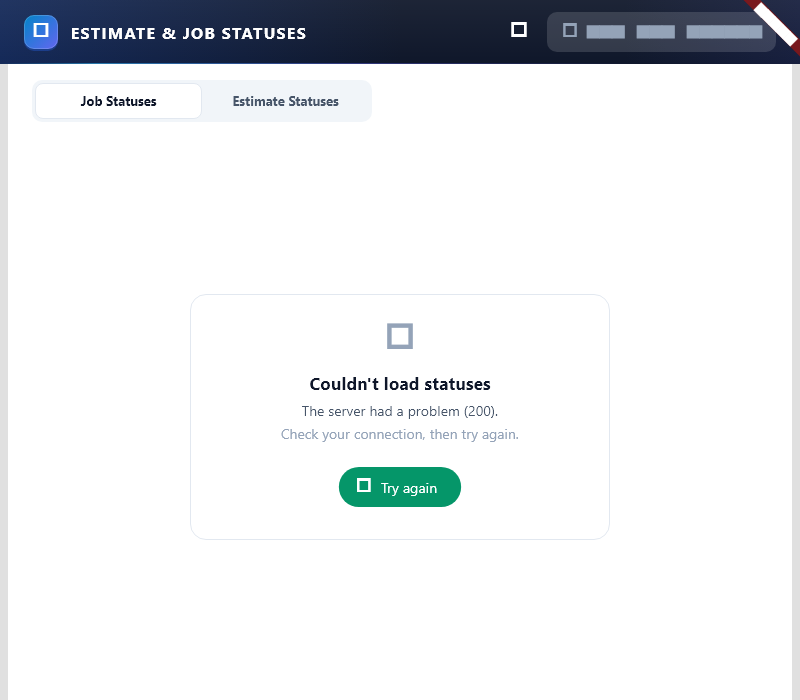 ESTIMATE & JOB STATUSES
Job Statuses
Estimate Statuses
Couldn't load statuses
The server had a problem (200).
Check your connection, then try again.
Try again